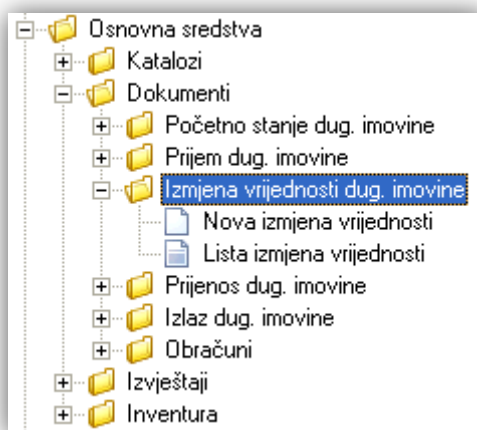 Osnovna sredstva
Katalozi
Dokumenti
Početno stanje dug. imovine
Prijem dug. imovine
Izmjena vrijednosti dug. imovine
Nova izmjena vrijednosti
Lista izmjena vrijednosti
Prijenos dug. imovine
Izlaz dug. imovine
Obračuni
Izvještaji
Inventura